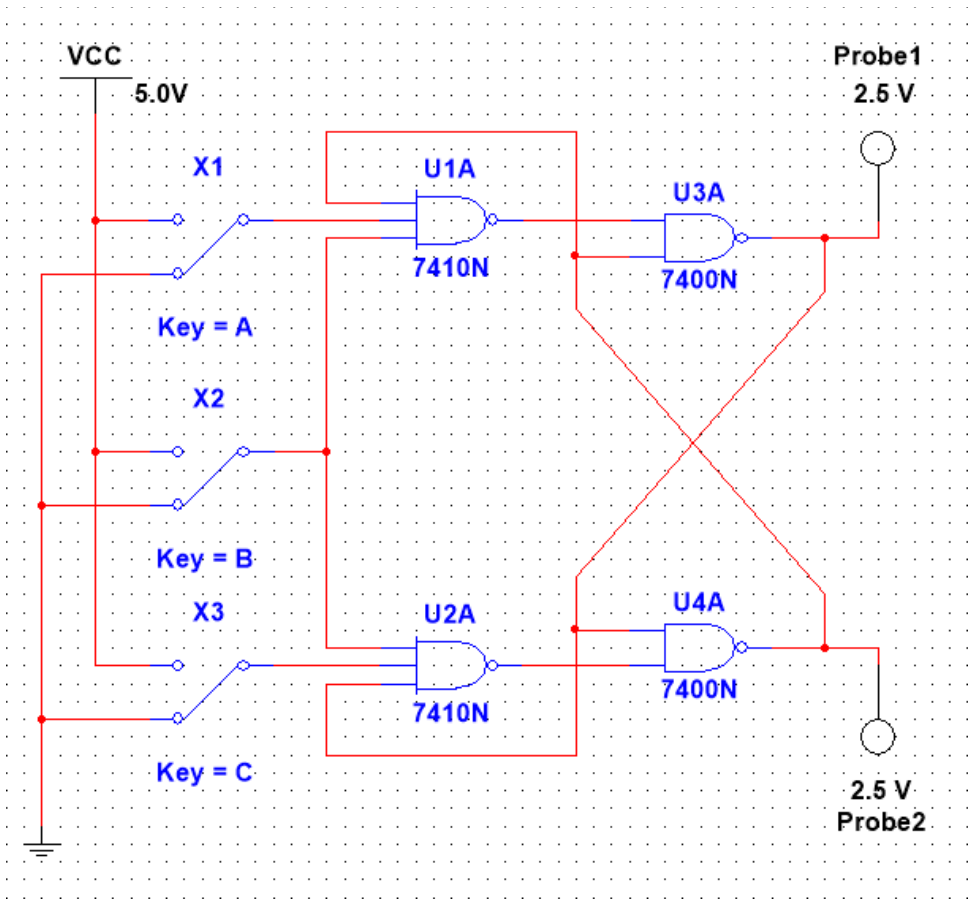 VCC
5.0V
Probe1
2.5 V
X1
U1A
U3A
7410N
7400N
Key = A
X2
Key = B
X3
U2A
U4A
7400N
7410N
Key = C
2.5 V
Probe2